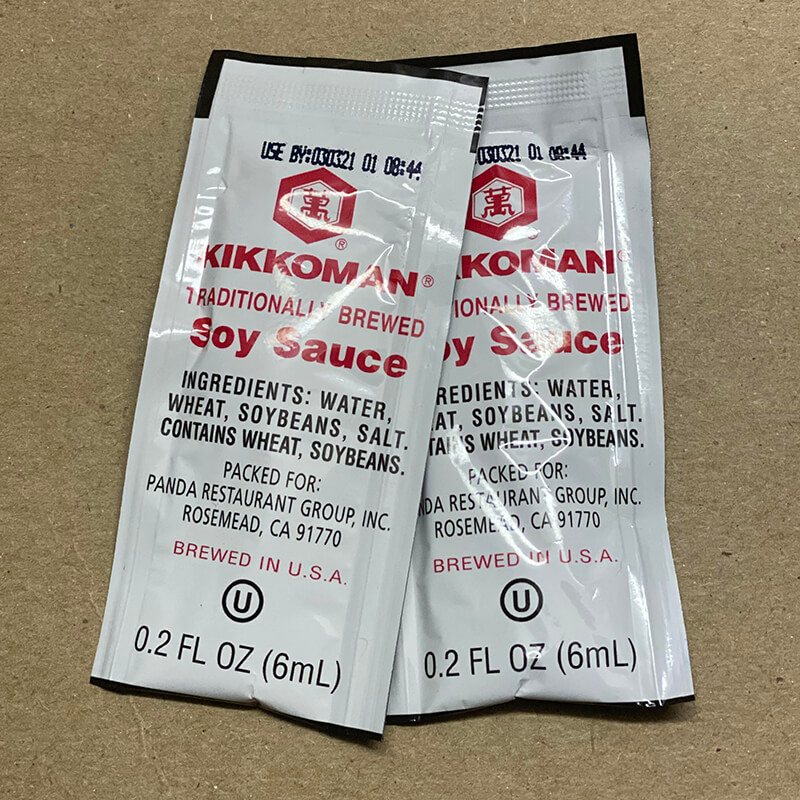 USE BY:030321 01 08:44
萬
®
KIKKOMAN®
TRADITIONALLY BREWED
Soy Sauce
INGREDIENTS: WATER,
WHEAT, SOYBEANS, SALT.
CONTAINS WHEAT, SOYBEANS.
PACKED FOR:
PANDA RESTAURANT GROUP, INC.
ROSEMEAD, CA 91770
BREWED IN U.S.A.
U
0.2 FL OZ (6mL)
030321 01 08:44
萬
®
KKOMAN®
TIONALLY BREWED
oy Sauce
REDIENTS: WATER,
AT, SOYBEANS, SALT.
TAINS WHEAT, SOYBEANS.
PACKED FOR:
NDA RESTAURANT GROUP, INC.
ROSEMEAD, CA 91770
BREWED IN U.S.A.
U
0.2 FL OZ (6mL)